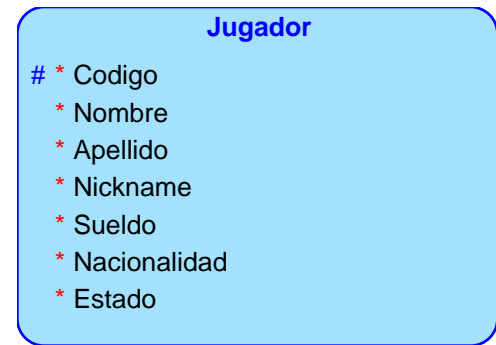 Jugador
# * Codigo
* Nombre
* Apellido
* Nickname
* Sueldo
* Nacionalidad
* Estado